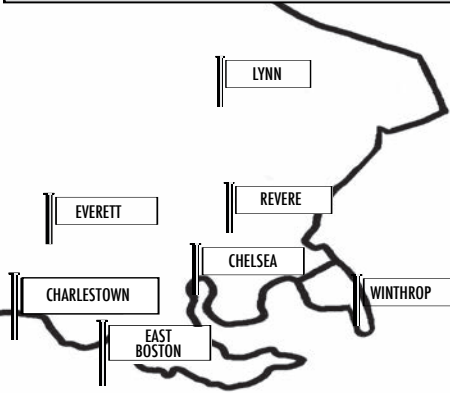 LYNN
REVERE
EVERETT
CHELSEA
CHARLESTOWN
WINTHROP
EAST
BOSTON